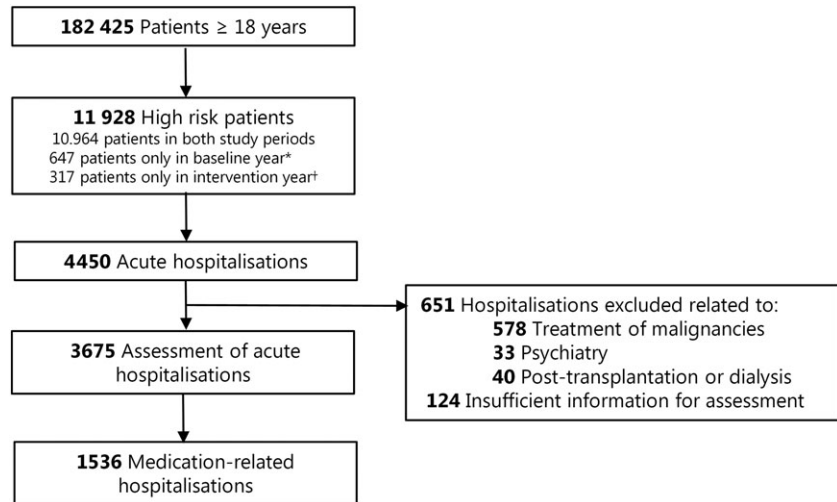 182 425 Patients ≥ 18 years
11 928 High risk patients
10.964 patients in both study periods
647 patients only in baseline year*
317 patients only in intervention year†
4450 Acute hospitalisations
651 Hospitalisations excluded related to:
578 Treatment of malignancies
33 Psychiatry
40 Post-transplantation or dialysis
124 Insufficient information for assessment
3675 Assessment of acute
hospitalisations
1536 Medication-related
hospitalisations